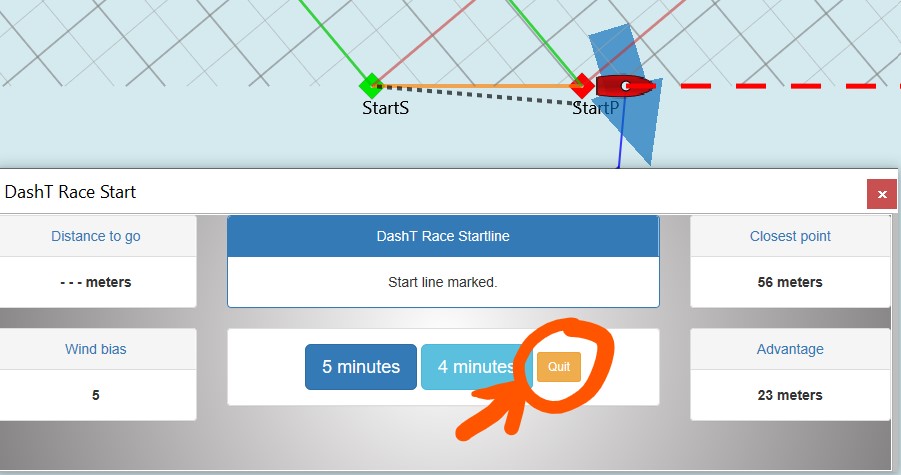 StartS
StartP
C
DashT Race Start
×
Distance to go
- - - meters
DashT Race Startline
Start line marked.
Closest point
56 meters
Wind bias
5
5 minutes
4 minutes
Quit
Advantage
23 meters